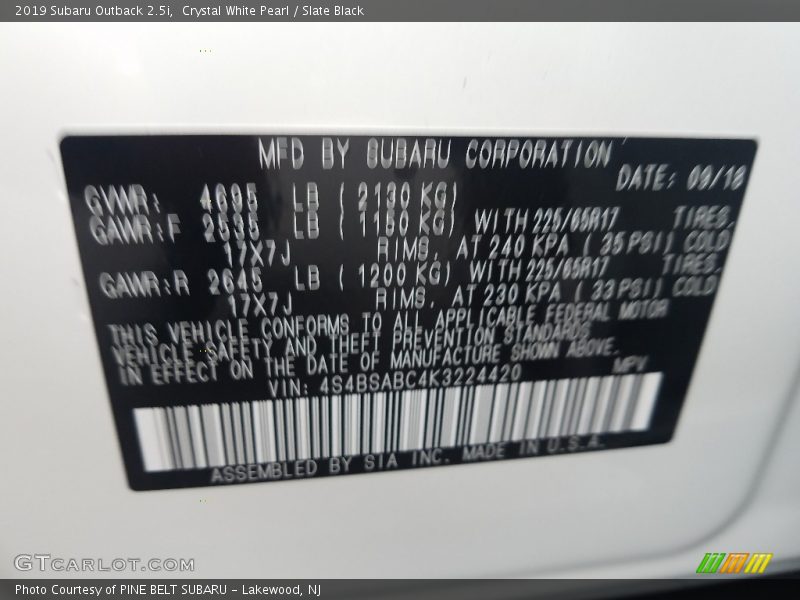 2019 Subaru Outback 2.5i,  Crystal White Pearl / Slate Black
MFD BY SUBARU CORPORATION
DATE: 09/18
GVWR: 4695 LB ( 2130 KG)
GAWR:F 2535 LB ( 1150 KG) WITH 225/65R17 TIRES,
17X7J RIMS, AT 240 KPA ( 35 PSI) COLD
GAWR:R 2645 LB ( 1200 KG) WITH 225/65R17 TIRES,
17X7J RIMS, AT 230 KPA ( 33 PSI) COLD
THIS VEHICLE CONFORMS TO ALL APPLICABLE FEDERAL MOTOR
VEHICLE SAFETY AND THEFT PREVENTION STANDARDS
IN EFFECT ON THE DATE OF MANUFACTURE SHOWN ABOVE.
VIN: 4S4BSABC4K3224420 MPV
ASSEMBLED BY SIA INC. MADE IN U.S.A.
GTCARLOT.COM
Photo Courtesy of PINE BELT SUBARU - Lakewood, NJ